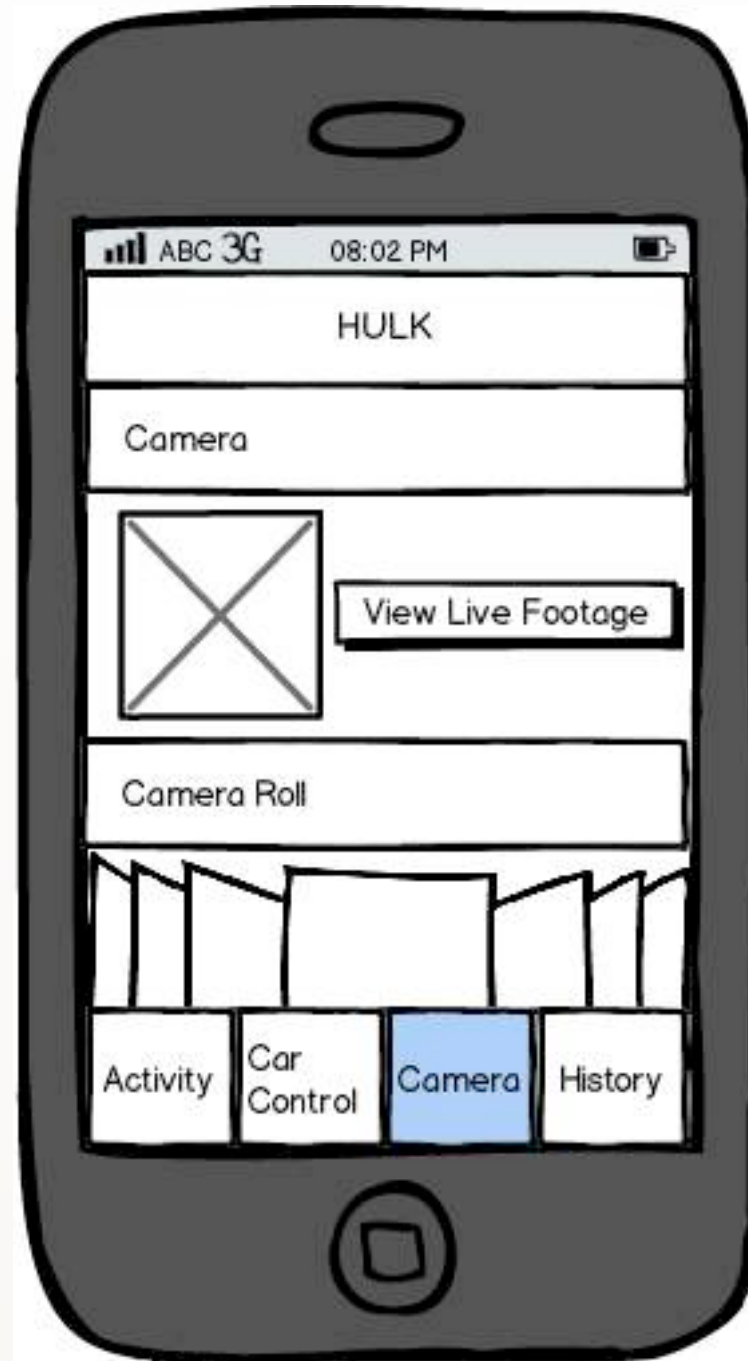 ABC 3G 08:02 PM
HULK
Camera
View Live Footage
Camera Roll
Activity
Car
Control
Camera
History